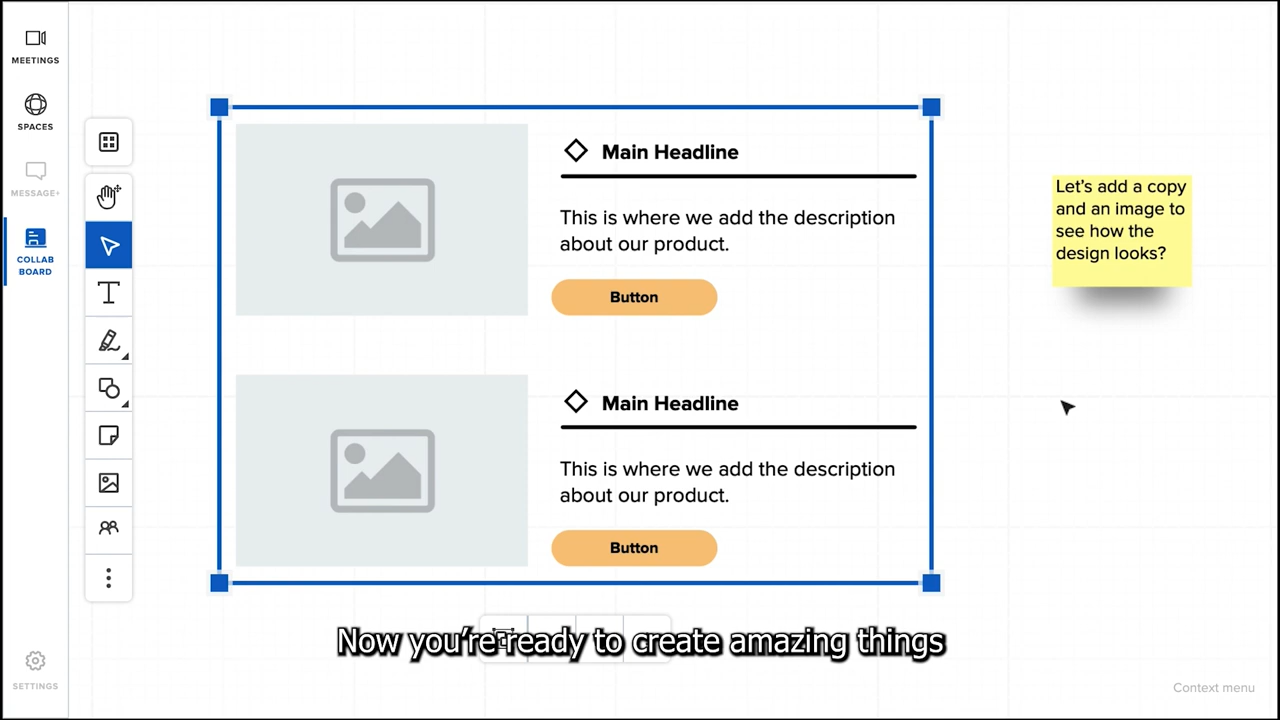 MEETINGS
SPACES
MESSAGE+
COLLAB
BOARD
SETTINGS
Main Headline
This is where we add the description
about our product.
Button
Main Headline
This is where we add the description
about our product.
Button
Let’s add a copy
and an image to
see how the
design looks?
Now you’re ready to create amazing things
Context menu